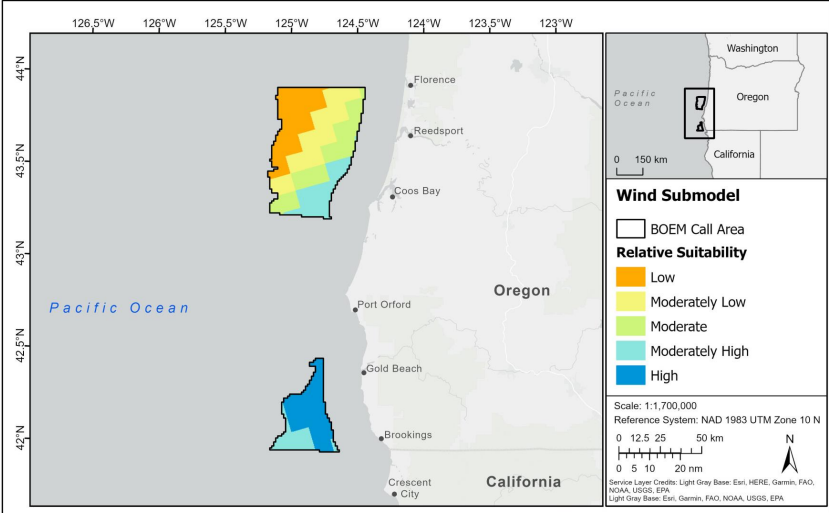 126,5°W 126°W 125,5°W 125°W 124,5°W 124°W 123,5°W 123°W
44°N
43,5°N
43°N
42,5°N
42°N
Florence
Reedsport
Coos Bay
Port Orford
Gold Beach
Brookings
Crescent
City
Oregon
California
Pacific Ocean
Washington
Pacific
Ocean
Oregon
California
0 150 km
Wind Submodel
BOEM Call Area
Relative Suitability
Low
Moderately Low
Moderate
Moderately High
High
Scale: 1:1,700,000
Reference System: NAD 1983 UTM Zone 10 N
0 12.5 25 50 km
N
0 5 10 20 nm
Service Layer Credits: Light Gray Base: Esri, HERE, Garmin, FAO,
NOAA, USGS, EPA
Light Gray Base: Esri, Garmin, FAO, NOAA, USGS, EPA